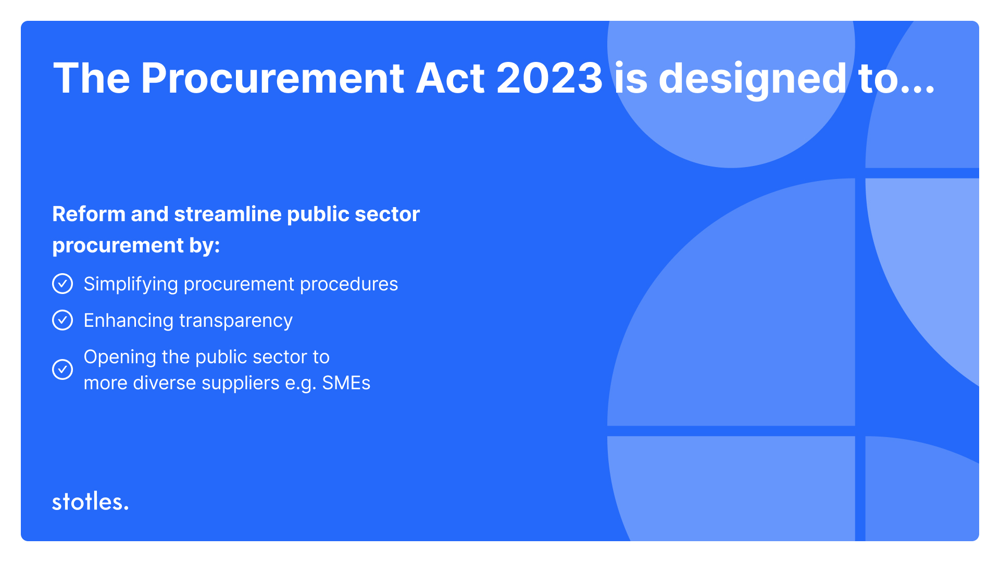 The Procurement Act 2023 is designed to...
Reform and streamline public sector
procurement by:
Simplifying procurement procedures
Enhancing transparency
Opening the public sector to
more diverse suppliers e.g. SMEs
stotles.